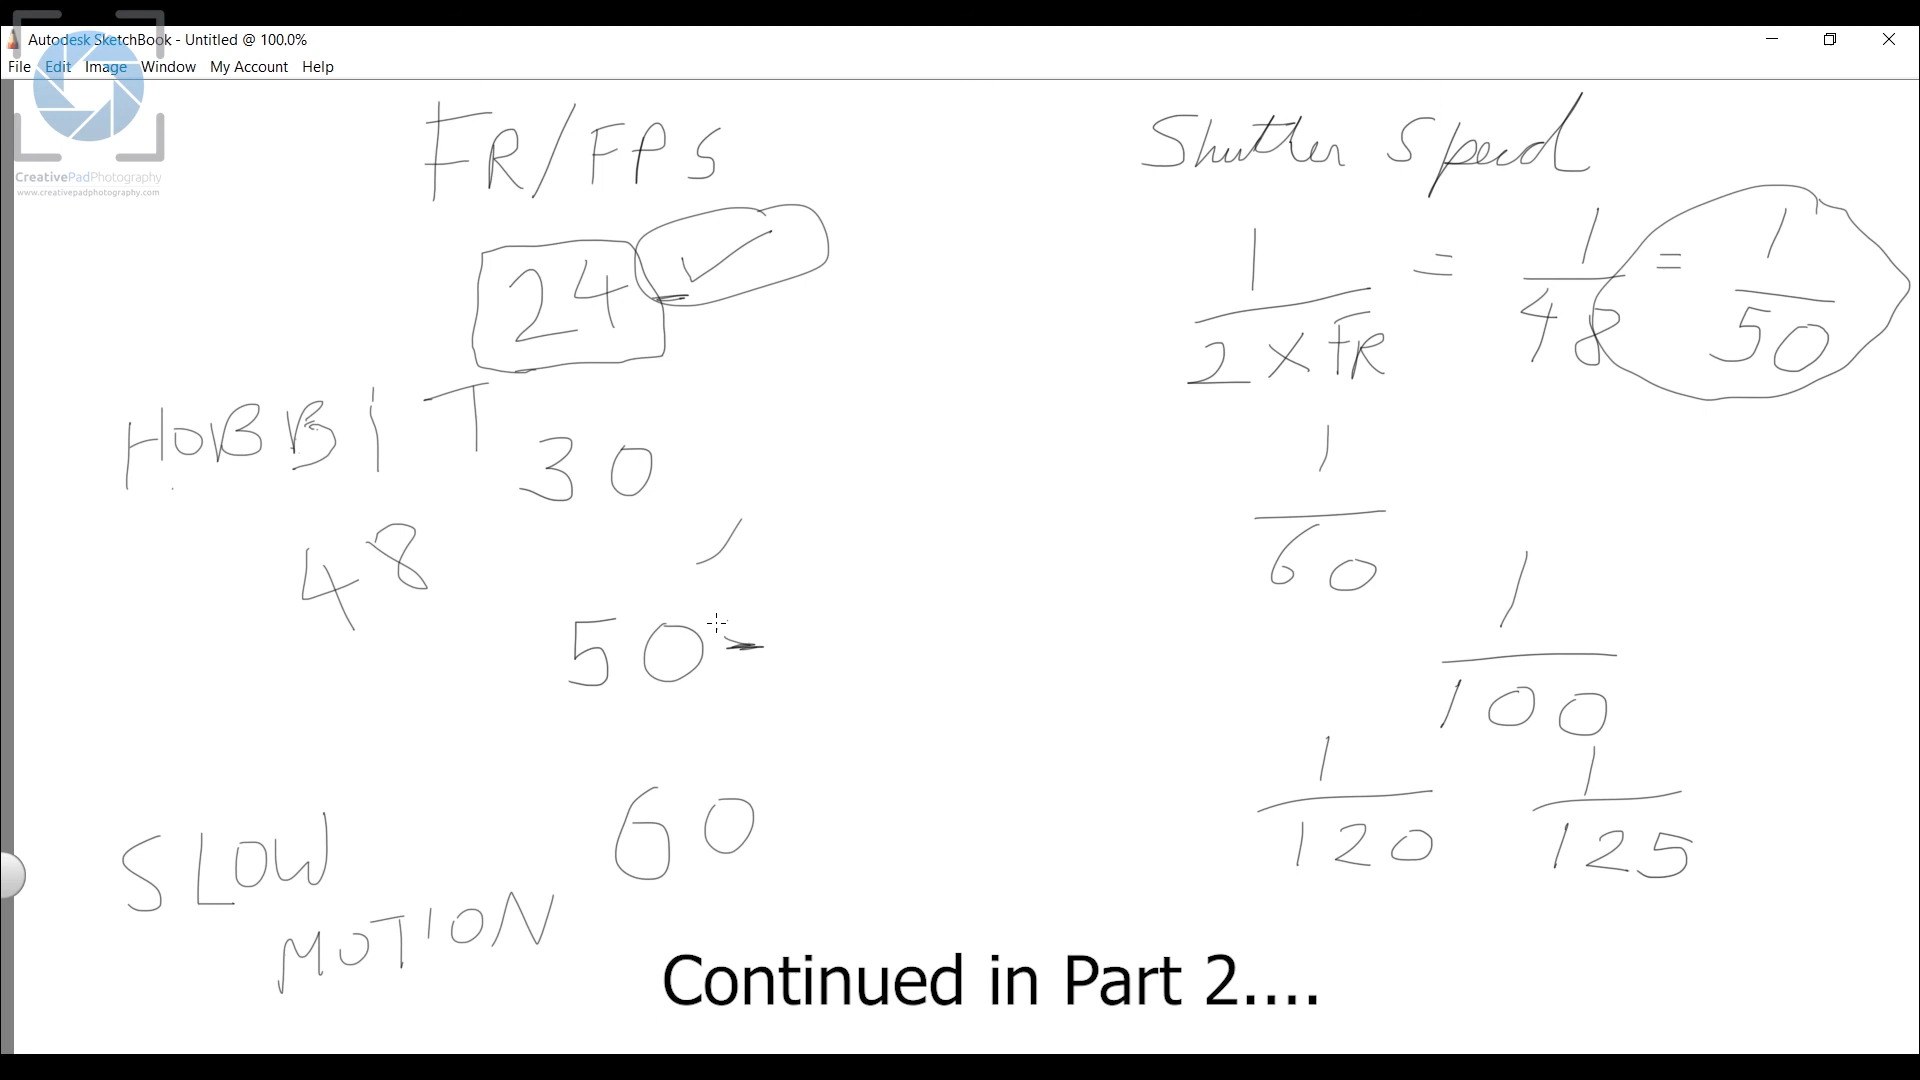 Autodesk SketchBook - Untitled @ 100.0%
File Edit Image Window My Account Help
CreativePadPhotography
www.creativepadphotography.com
FR/FPS
24 ✓
HOBBIT
30
48
50
60
SLOW
MOTION
Shutter Speed
1/2XFR = 1/48 = 1/50
1/60
1/100
1/120 1/125
Continued in Part 2....